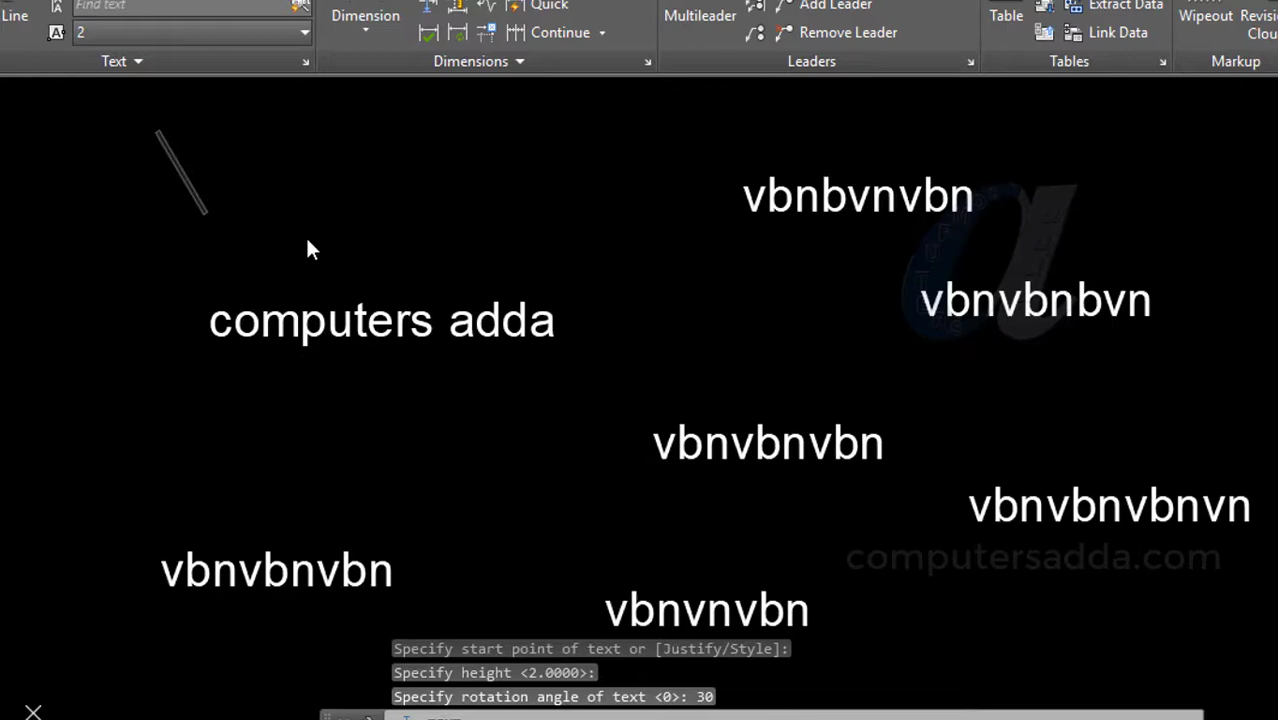 Line
Find text
Dimension
Quick
Multileader
Add Leader
Table
Extract Data
Wipeout
2
Continue
Remove Leader
Link Data
Text
Dimensions
Leaders
Tables
Markup
vbnbvnvbn
vbnvbnbvn
computers adda
vbnvbnvbn
vbnvbnvbnvn
computersadda.com
vbnvbnvbn
vbnvnvbn
Specify start point of text or [Justify/Style]:
Specify height <2.0000>:
Specify rotation angle of text <0>: 30